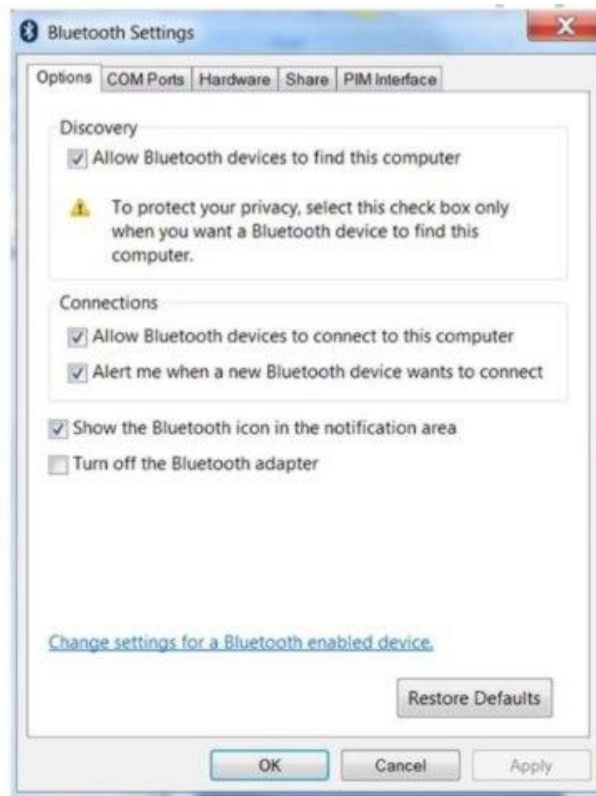 Bluetooth Settings
Options COM Ports Hardware Share PIM Interface
Discovery
Allow Bluetooth devices to find this computer
To protect your privacy, select this check box only
when you want a Bluetooth device to find this
computer.
Connections
Allow Bluetooth devices to connect to this computer
Alert me when a new Bluetooth device wants to connect
Show the Bluetooth icon in the notification area
Turn off the Bluetooth adapter
Change settings for a Bluetooth enabled device.
Restore Defaults
OK Cancel Apply